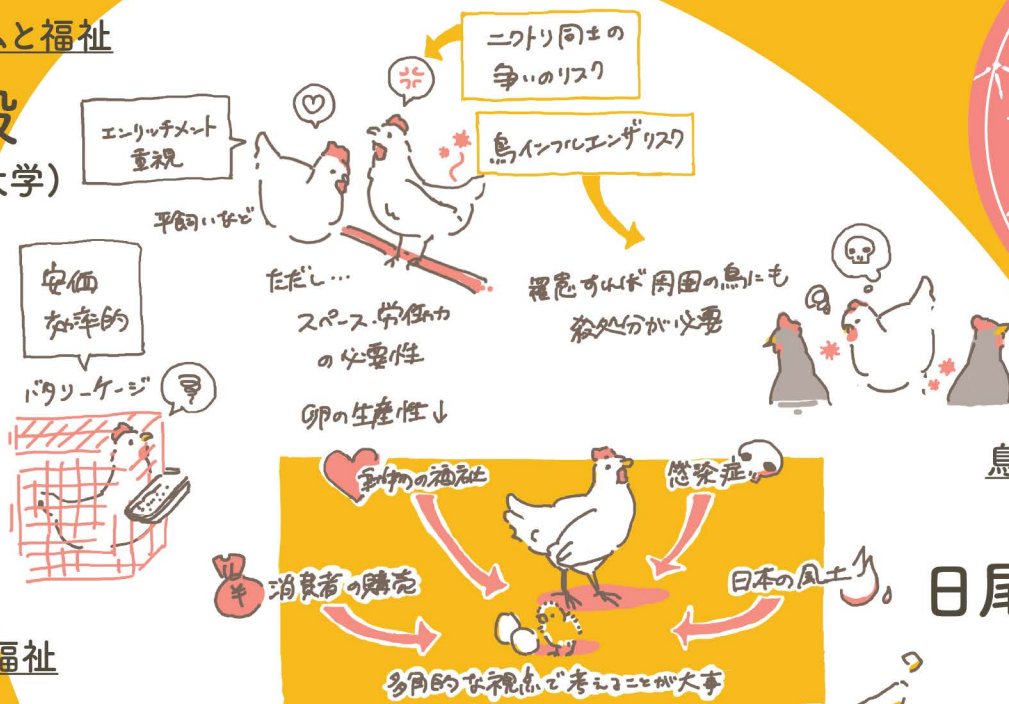 ムと福祉
ニワトリ同士の
争いのリスク
エンリッチメント
重視
鳥インフルエンザリスク
大学)
平飼いなど
安価
効率的
ただし…
スペース・労働力
の必要性
罹患すれば周囲の鳥にも
殺処分が必要
バタリーケージ
卵の生産性↓
動物の福祉
感染症
鳥
消費者の購売
日本の風土
日尾
福祉
多角的な視点で考えることが大事